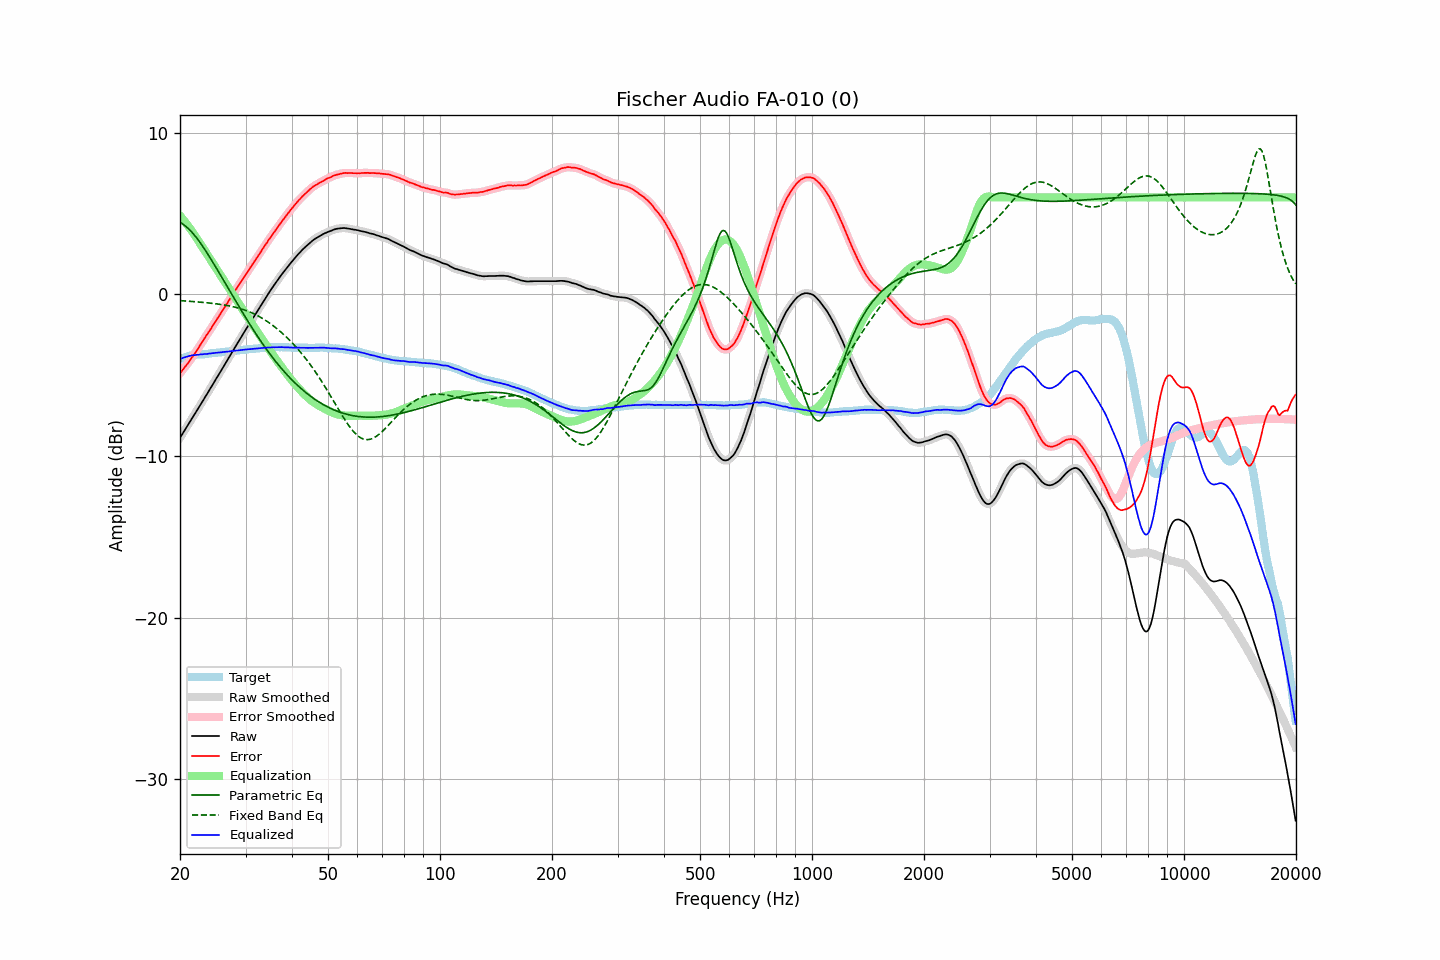 Fischer Audio FA-010 (0)
10
0
−10
−20
−30
Amplitude (dBr)
Target
Raw Smoothed
Error Smoothed
Raw
Error
Equalization
Parametric Eq
Fixed Band Eq
Equalized
20 50 100 200 500 1000 2000 5000 10000 20000
Frequency (Hz)